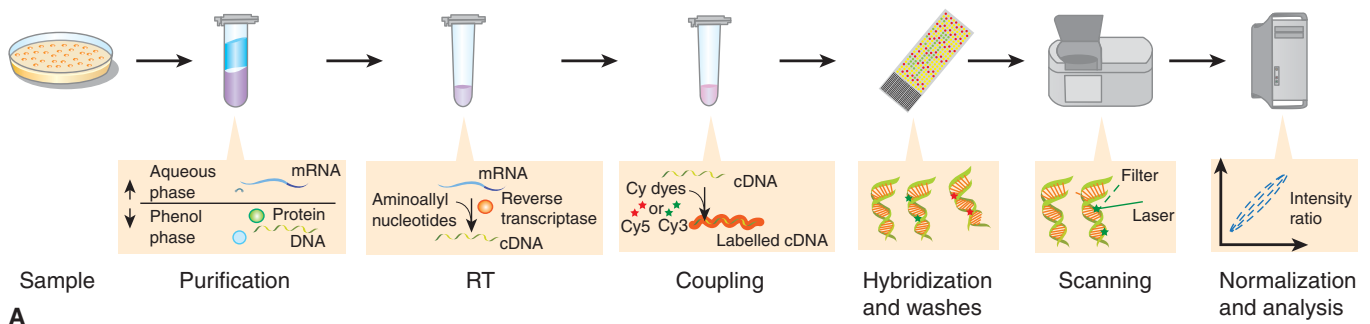 Aqueous
phase
mRNA
Phenol
phase
Protein
DNA
mRNA
Aminoallyl
nucleotides
Reverse
transcriptase
cDNA
cDNA
Cy dyes
or
Cy5 Cy3
Labelled cDNA
Filter
Laser
Intensity
ratio
Sample
Purification
RT
Coupling
Hybridization
and washes
Scanning
Normalization
and analysis
A